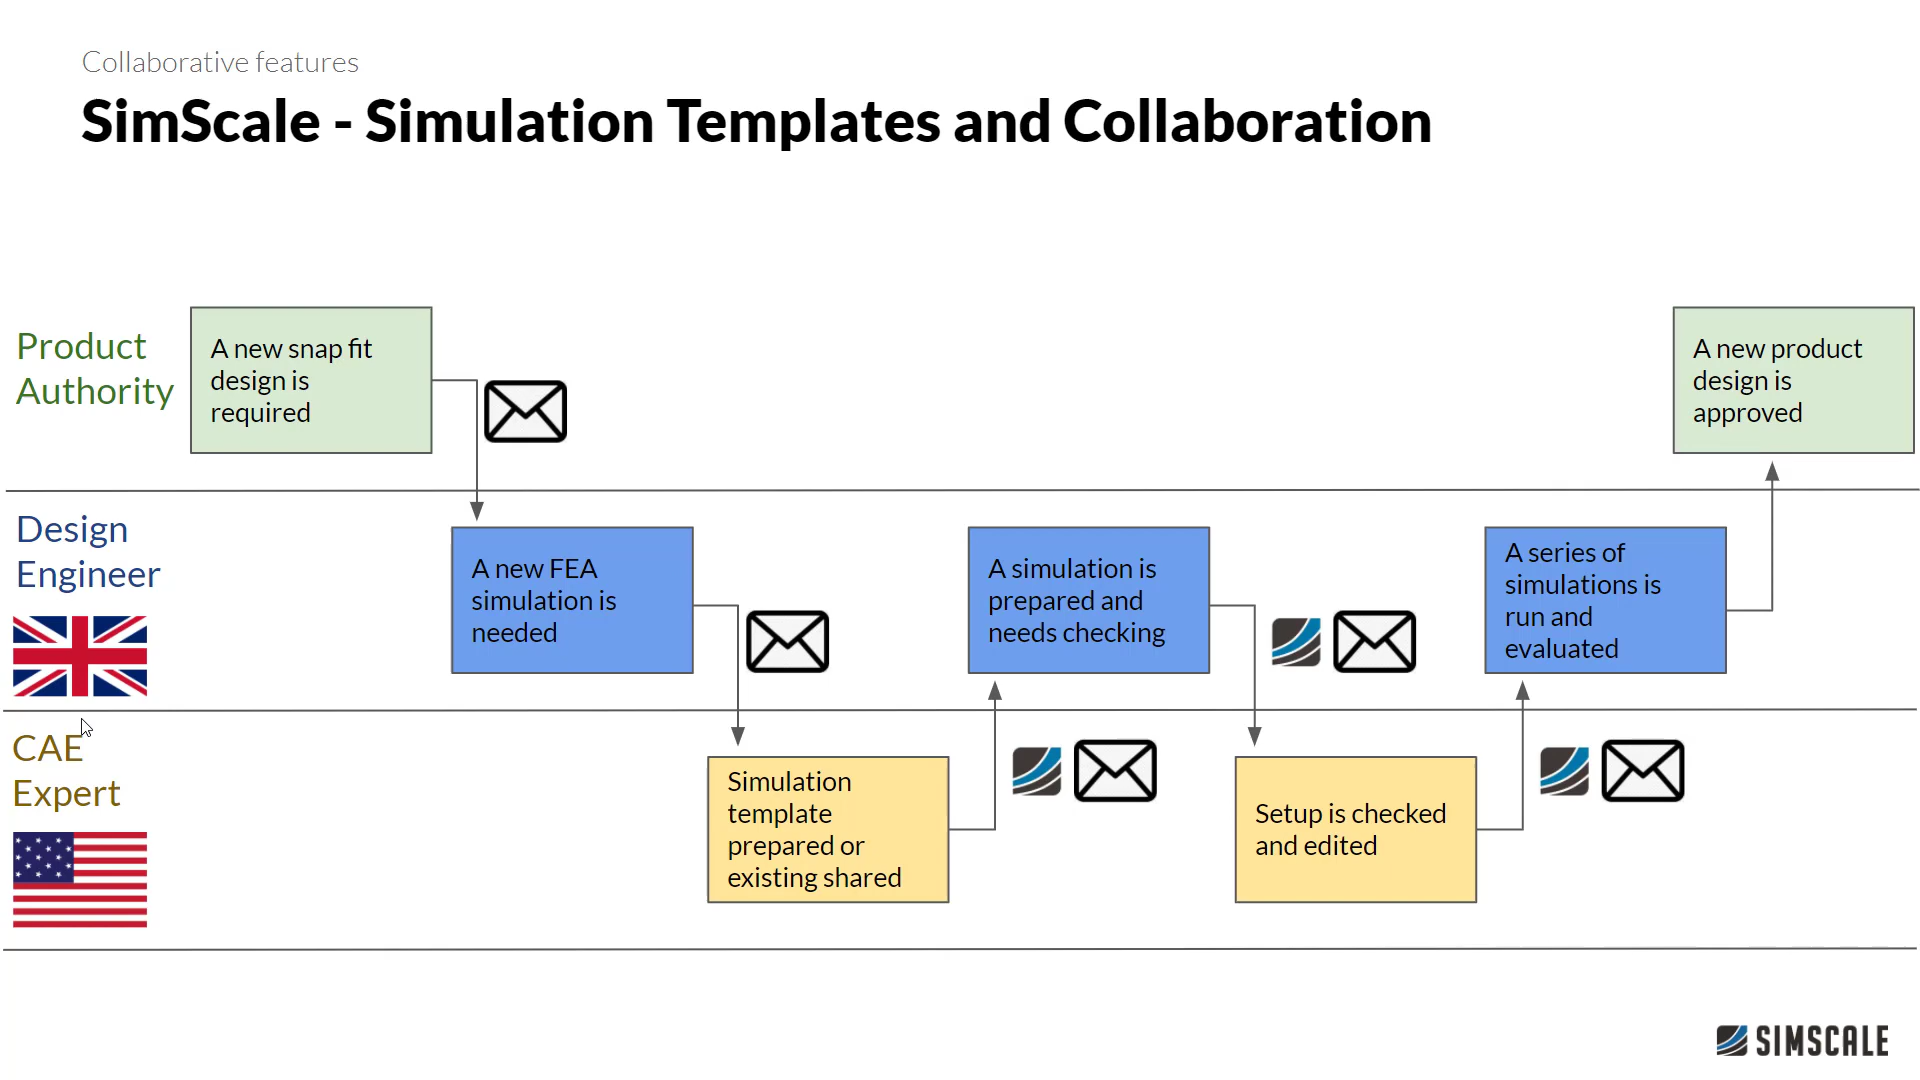 Collaborative features
SimScale - Simulation Templates and Collaboration
Product
Authority
A new snap fit
design is
required
A new product
design is
approved
Design
Engineer
A new FEA
simulation is
needed
A simulation is
prepared and
needs checking
A series of
simulations is
run and
evaluated
CAE
Expert
Simulation
template
prepared or
existing shared
Setup is checked
and edited
SIMSCALE